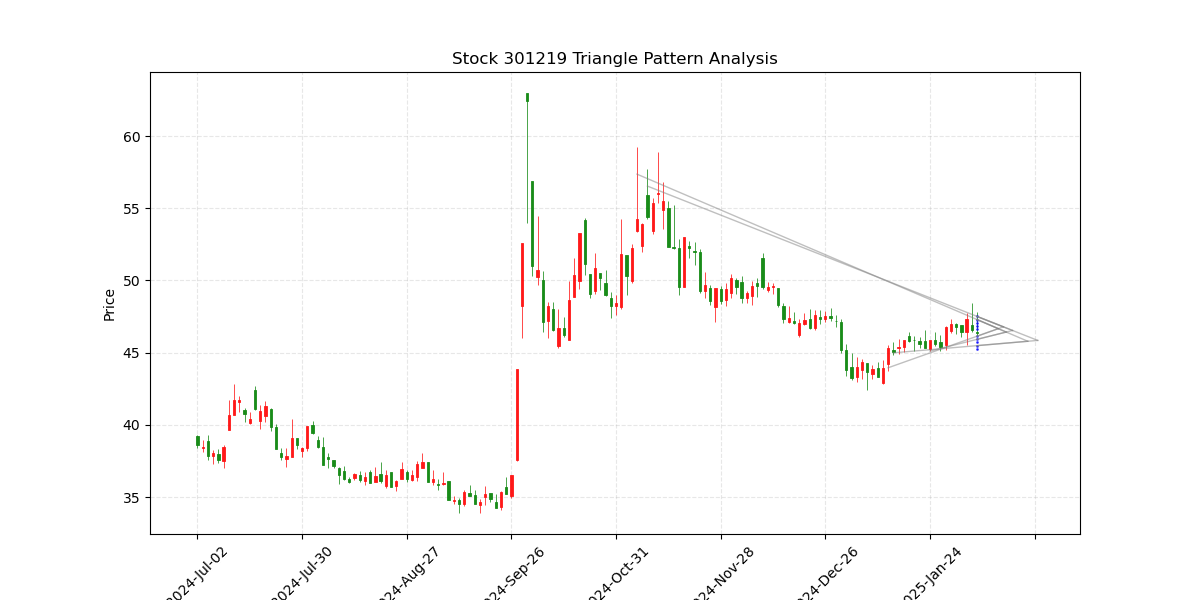 Stock 301219 Triangle Pattern Analysis
Price
60
55
50
45
40
35
2024-Jul-02
2024-Jul-30
2024-Aug-27
2024-Sep-26
2024-Oct-31
2024-Nov-28
2024-Dec-26
2025-Jan-24